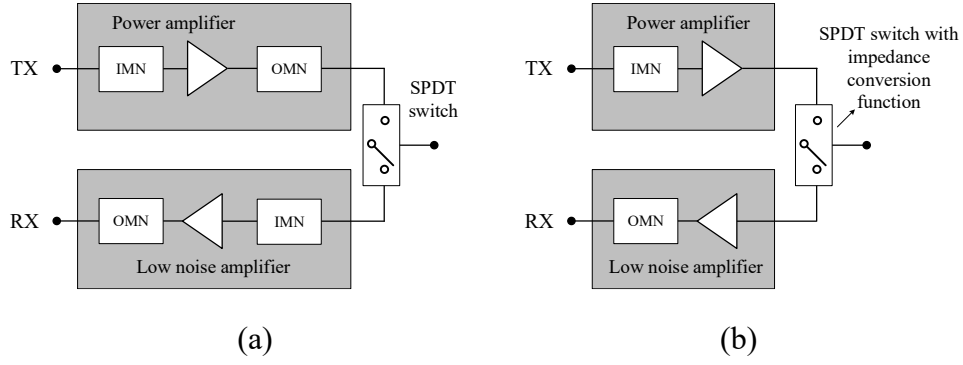 Power amplifier
TX
IMN
OMN
SPDT
switch
RX
OMN
IMN
Low noise amplifier
(a)
Power amplifier
TX
IMN
SPDT switch with
impedance
conversion
function
RX
OMN
Low noise amplifier
(b)